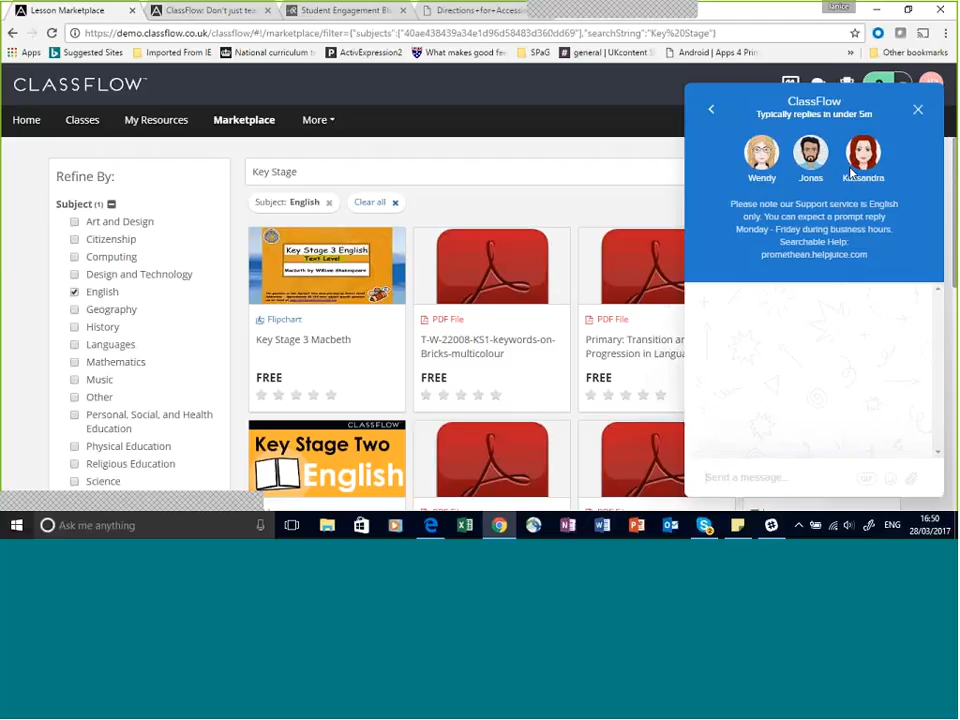 Lesson Marketplace
ClassFlow: Don't just tea
Student Engagement Bl
Directions+for+Access
Janice
https://demo.classflow.co.uk/classflow/#!/marketplace/filter={"subjects":["40ae438439a34e1d96d58483d360dd69"],"searchString":"Key%20Stage"}
Apps
Suggested Sites
Imported From IE
National curriculum t
ActivExpression2
What makes good fee
SPaG
general | UKcontent
Android | Apps 4 Prim
»
Other bookmarks
CLASSFLOW
Home
Classes
My Resources
Marketplace
More
Refine By:
Subject (1)
Art and Design
Citizenship
Computing
Design and Technology
English
Geography
History
Languages
Mathematics
Music
Other
Personal, Social, and Health
Education
Physical Education
Religious Education
Science
Key Stage
Subject: English ×
Clear all ×
Key Stage 3 English
Text Level
Macbeth by William Shakespeare
Flipchart
Key Stage 3 Macbeth
FREE
PDF File
T-W-22008-KS1-keywords-on-
Bricks-multicolour
FREE
PDF File
Primary: Transition an
Progression in Langua
FREE
CLASSFLOW
Key Stage Two
English
ClassFlow
Typically replies in under 5m
Wendy
Jonas
Kassandra
Please note our Support service is English
only. You can expect a prompt reply
Monday - Friday during business hours.
Searchable Help:
promethean.helpjuice.com
Send a message...
GIF
Ask me anything
ENG
16:50
28/03/2017